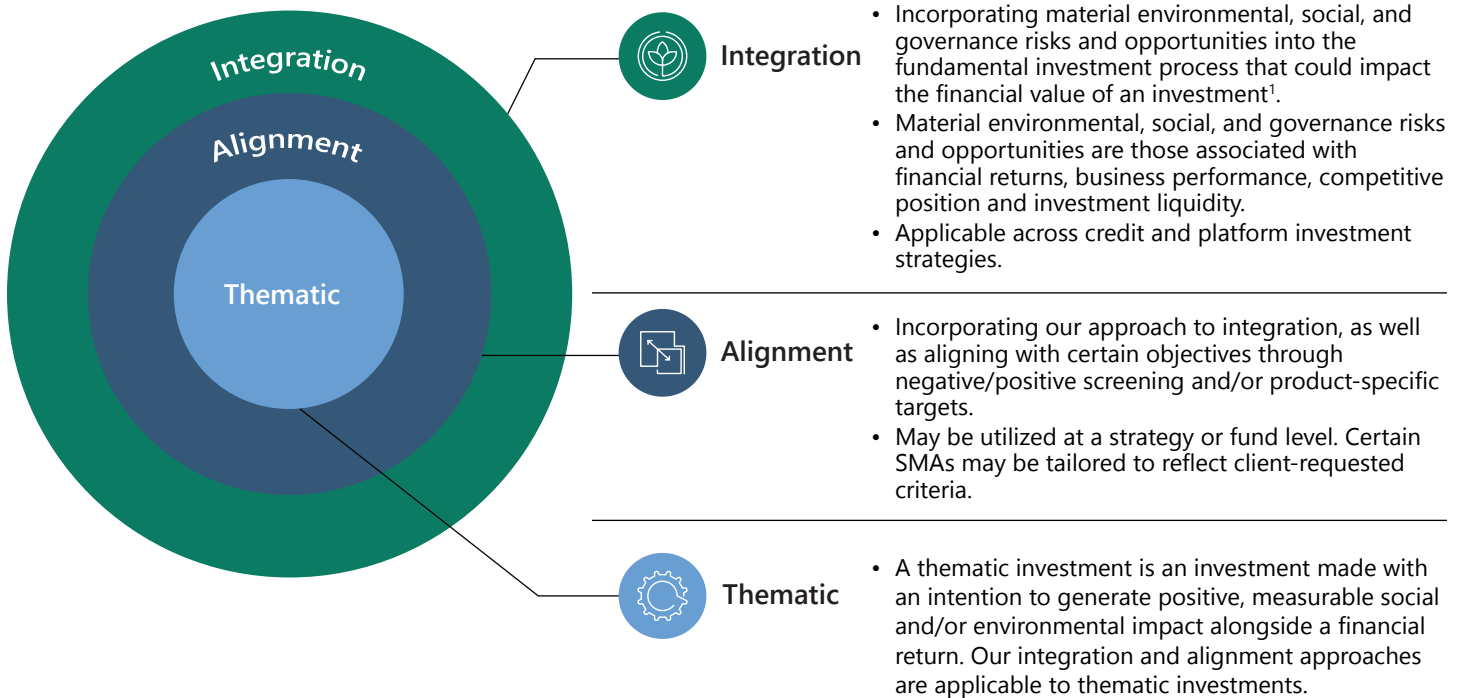 Integration
Alignment
Thematic
Integration
• Incorporating material environmental, social, and
governance risks and opportunities into the
fundamental investment process that could impact
the financial value of an investment¹.
• Material environmental, social, and governance risks
and opportunities are those associated with
financial returns, business performance, competitive
position and investment liquidity.
• Applicable across credit and platform investment
strategies.
Alignment
• Incorporating our approach to integration, as well
as aligning with certain objectives through
negative/positive screening and/or product-specific
targets.
• May be utilized at a strategy or fund level. Certain
SMAs may be tailored to reflect client-requested
criteria.
Thematic
• A thematic investment is an investment made with
an intention to generate positive, measurable social
and/or environmental impact alongside a financial
return. Our integration and alignment approaches
are applicable to thematic investments.